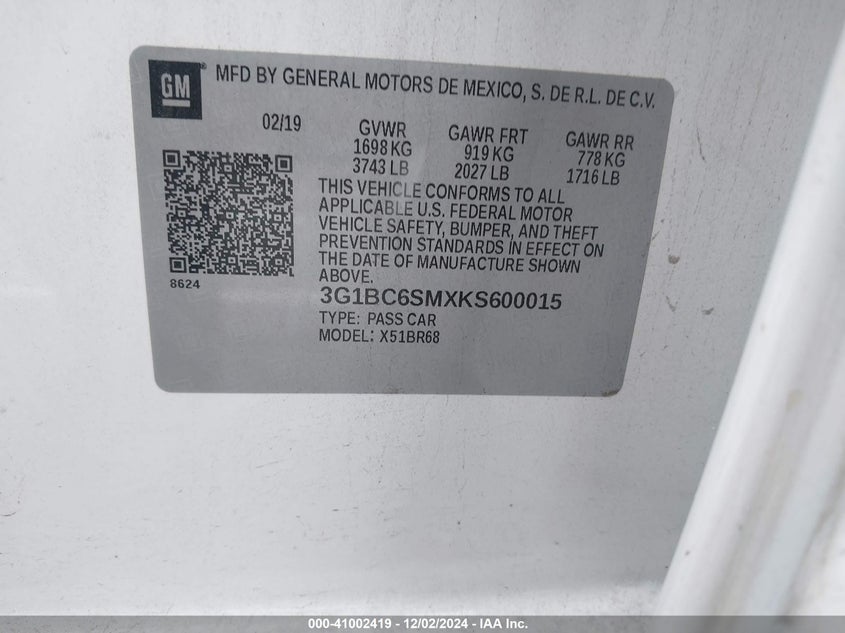 GM ® MFD BY GENERAL MOTORS DE MEXICO, S. DE R.L. DE C.V.
02/19 GVWR GAWR FRT GAWR RR
1698 KG 919 KG 778 KG
3743 LB 2027 LB 1716 LB
THIS VEHICLE CONFORMS TO ALL
APPLICABLE U.S. FEDERAL MOTOR
VEHICLE SAFETY, BUMPER, AND THEFT
PREVENTION STANDARDS IN EFFECT ON
THE DATE OF MANUFACTURE SHOWN
ABOVE.
8624
3G1BC6SMXKS600015
TYPE: PASS CAR
MODEL: X51BR68
000-41002419 - 12/02/2024 - IAA Inc.